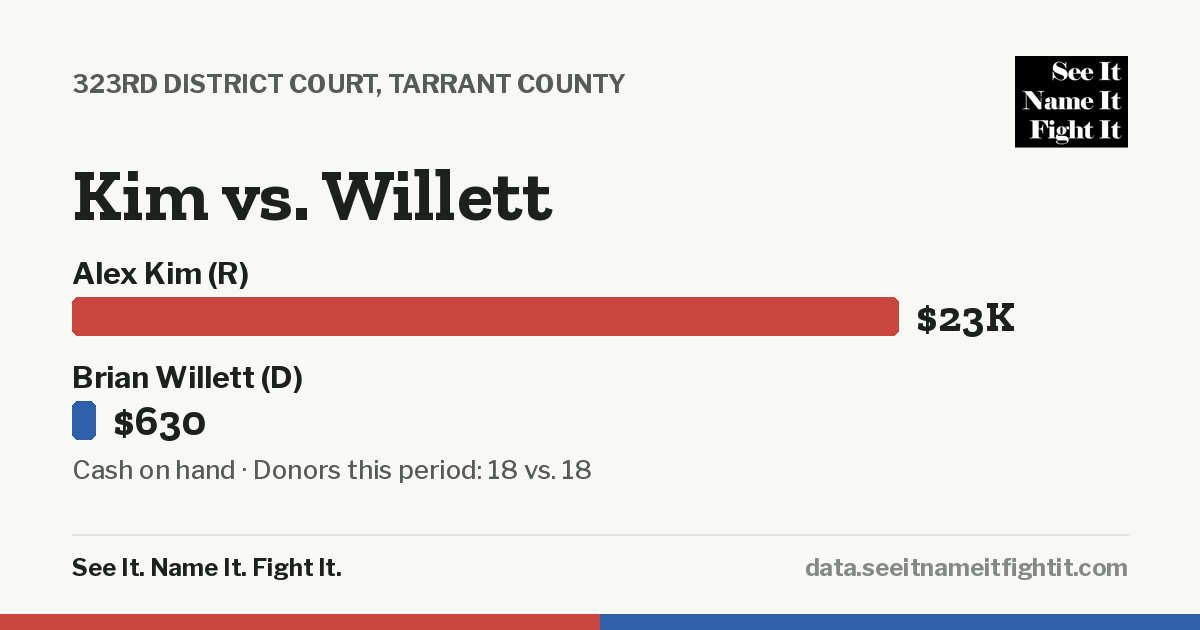 323RD DISTRICT COURT, TARRANT COUNTY
See It
Name It
Fight It
Kim vs. Willett
Alex Kim (R)
$23K
Brian Willett (D)
$630
Cash on hand · Donors this period: 18 vs. 18
See It. Name It. Fight It.
data.seeitnameitfightit.com